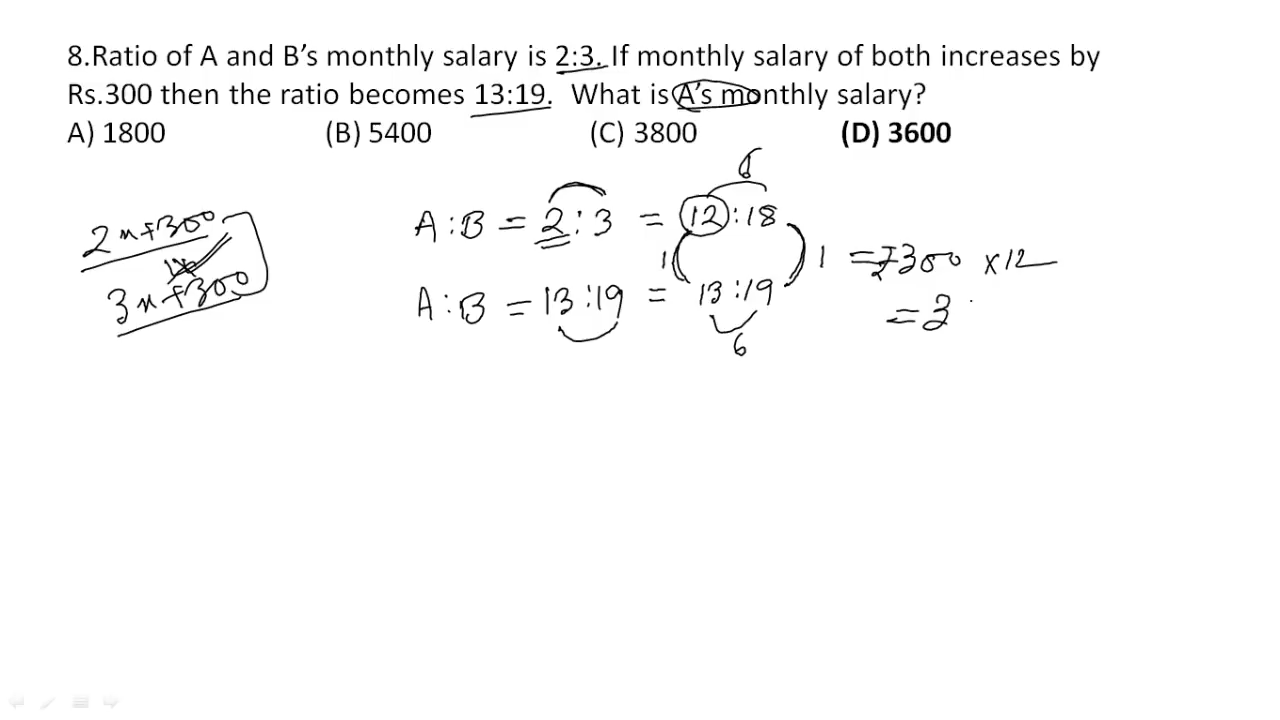 8.Ratio of A and B’s monthly salary is 2:3. If monthly salary of both increases by
Rs.300 then the ratio becomes 13:19. What is A’s monthly salary?
A) 1800 (B) 5400 (C) 3800 (D) 3600
6
A:B = 2:3 = 12:18
2x+300
3x+300
1 1 = 300 x12
A:B = 13:19 = 13:19
= 3
6